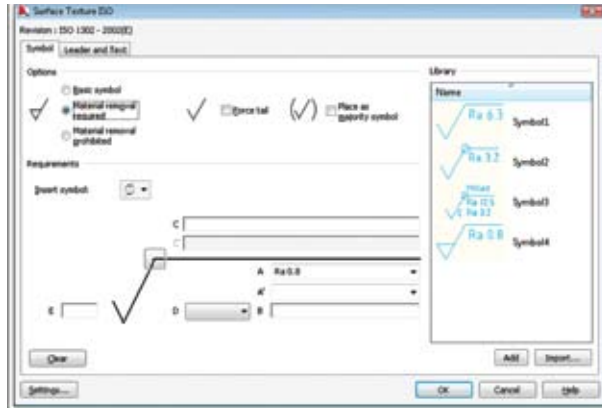 Surface Texture ISO
Revision : ISO 1302 - 2002(E)
Symbol
Leader and Text
Options
Basic symbol
Material removal required
Material removal prohibited
Force tail
Place as majority symbol
Requirements
Insert symbol:
C
C'
A Ra 0.8
A'
E
D
B
Clear
Library
Name
Ra 6.3 Symbol1
Ra 3.2 Symbol2
Symbol3
Ra 3.2
Ra 0.8 Symbol4
Add
Import...
Settings...
OK
Cancel
Help